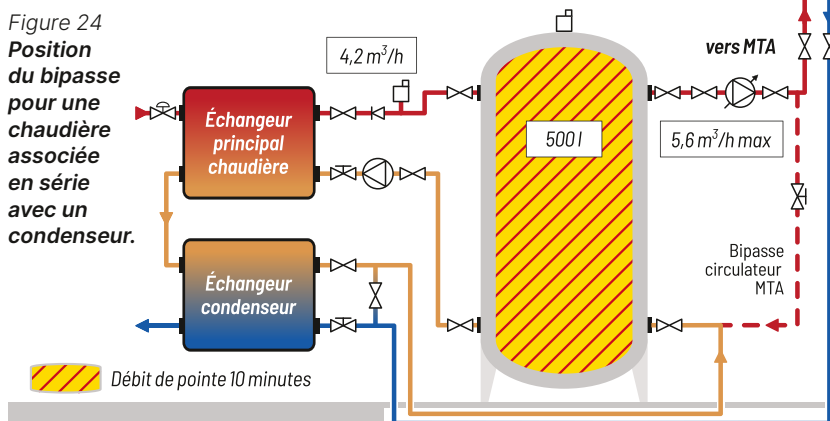 Figure 24
Position
du bipasse
pour une
chaudière
associée
en série
avec un
condenseur.
4,2 m³/h
vers MTA
Échangeur
principal
chaudière
500 l
5,6 m³/h max
Bipasse
circulateur
MTA
Échangeur
condenseur
Débit de pointe 10 minutes